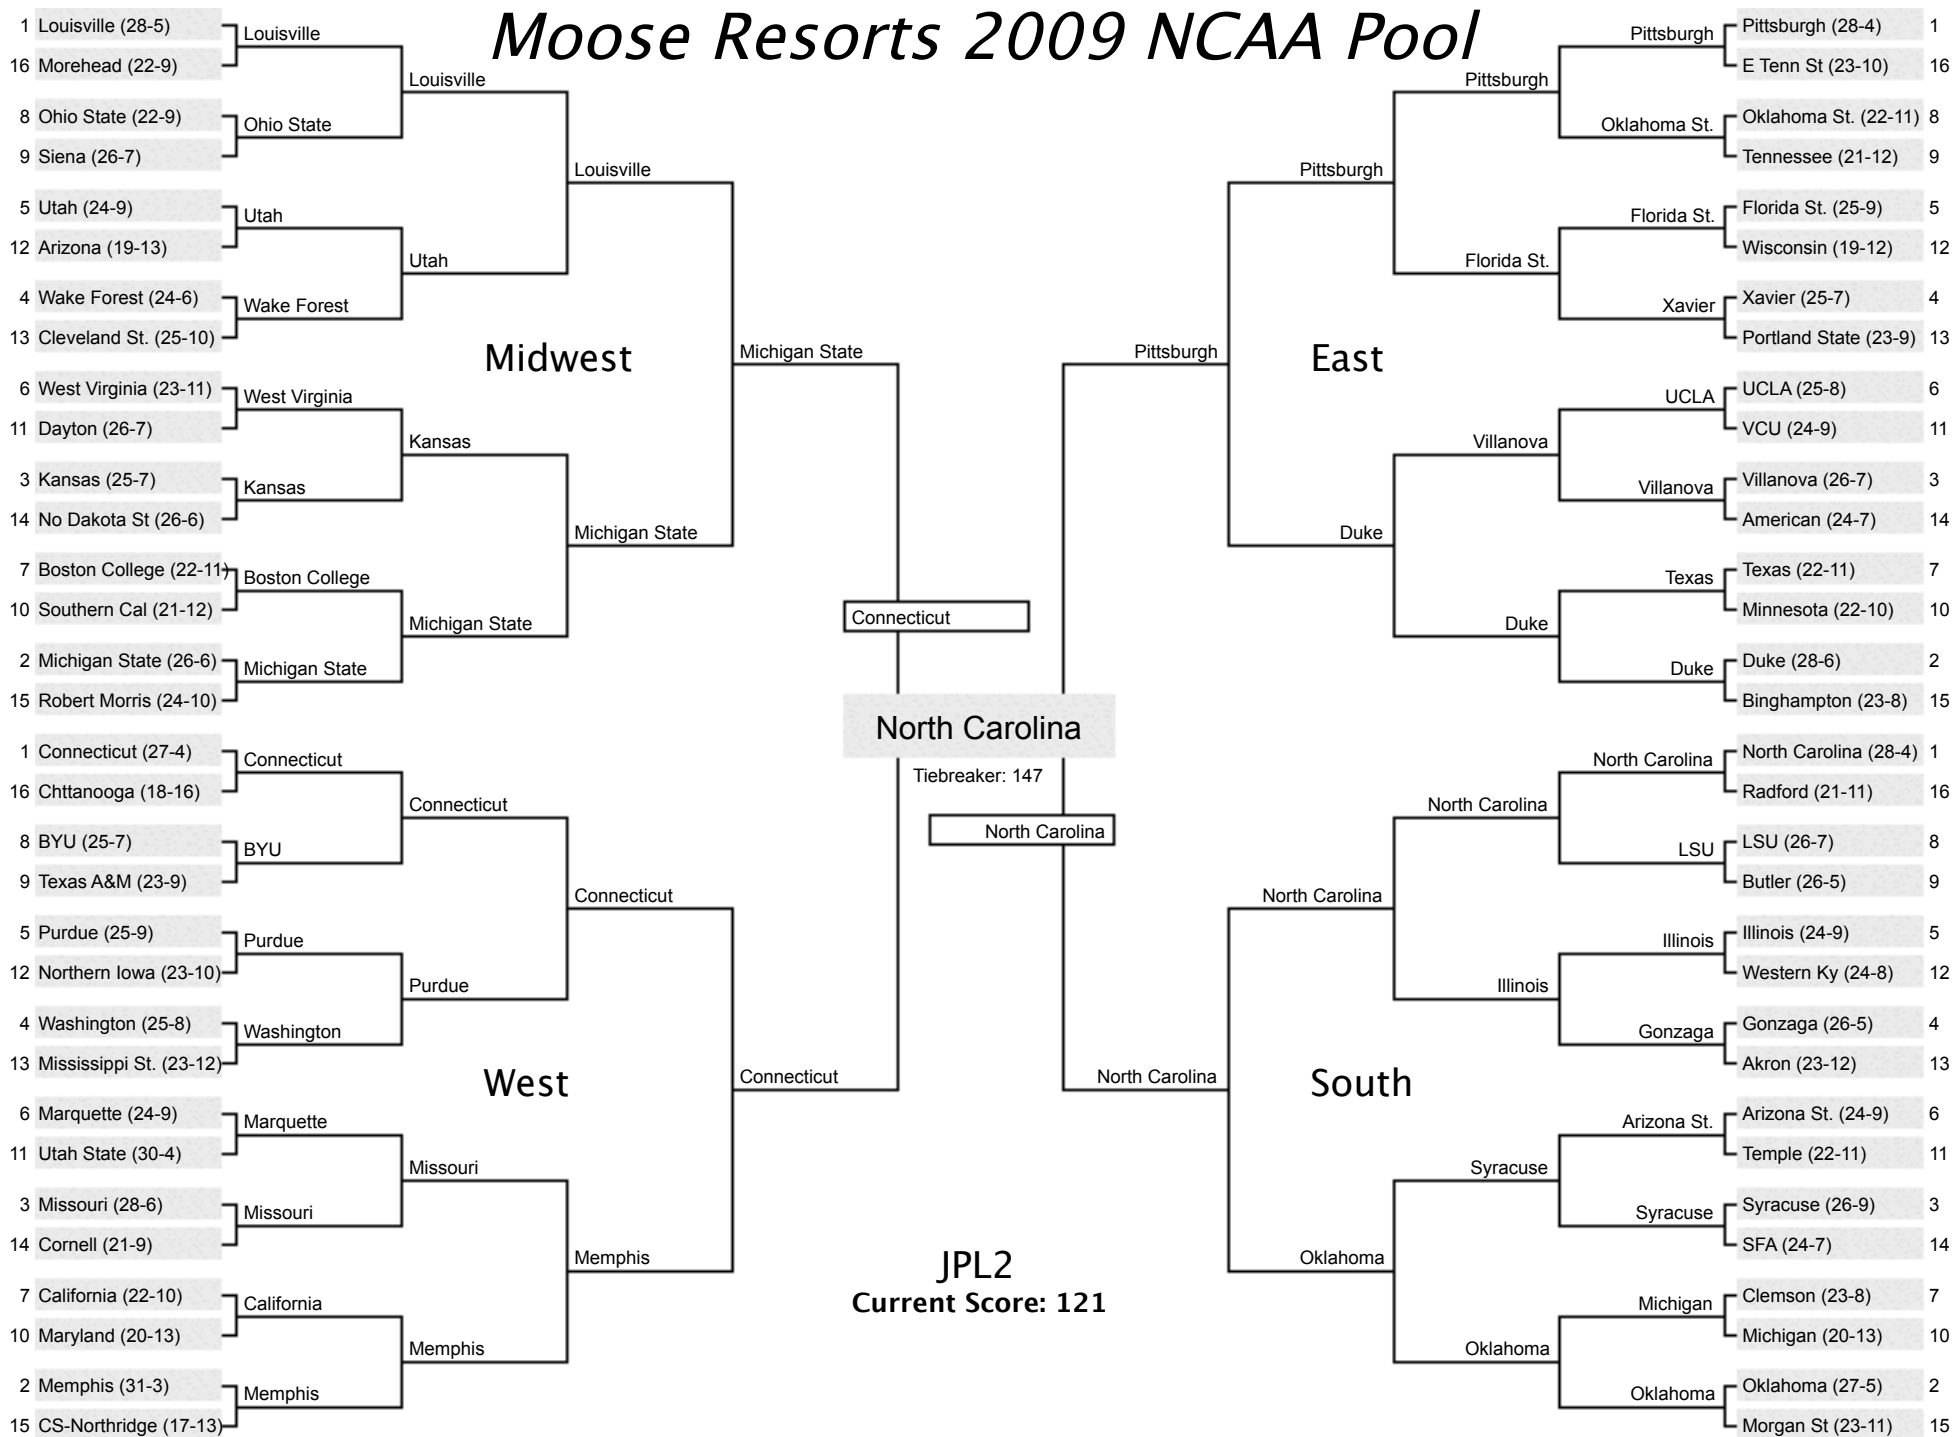 Moose Resorts 2009 NCAA Pool
1 Louisville (28-5)
16 Morehead (22-9)
8 Ohio State (22-9)
9 Siena (26-7)
5 Utah (24-9)
12 Arizona (19-13)
4 Wake Forest (24-6)
13 Cleveland St. (25-10)
6 West Virginia (23-11)
11 Dayton (26-7)
3 Kansas (25-7)
14 No Dakota St (26-6)
7 Boston College (22-11)
10 Southern Cal (21-12)
2 Michigan State (26-6)
15 Robert Morris (24-10)
Louisville
Ohio State
Utah
Wake Forest
West Virginia
Kansas
Boston College
Michigan State
Louisville
Utah
Kansas
Michigan State
Louisville
Michigan State
Midwest
Michigan State
1 Connecticut (27-4)
16 Chttanooga (18-16)
8 BYU (25-7)
9 Texas A&M (23-9)
5 Purdue (25-9)
12 Northern Iowa (23-10)
4 Washington (25-8)
13 Mississippi St. (23-12)
6 Marquette (24-9)
11 Utah State (30-4)
3 Missouri (28-6)
14 Cornell (21-9)
7 California (22-10)
10 Maryland (20-13)
2 Memphis (31-3)
15 CS-Northridge (17-13)
Connecticut
BYU
Purdue
Washington
Marquette
Missouri
California
Memphis
Connecticut
Purdue
Missouri
Memphis
Connecticut
Memphis
West
Connecticut
Connecticut
North Carolina
Tiebreaker: 147
North Carolina
JPL2
Current Score: 121
Pittsburgh (28-4) 1
E Tenn St (23-10) 16
Oklahoma St. (22-11) 8
Tennessee (21-12) 9
Florida St. (25-9) 5
Wisconsin (19-12) 12
Xavier (25-7) 4
Portland State (23-9) 13
UCLA (25-8) 6
VCU (24-9) 11
Villanova (26-7) 3
American (24-7) 14
Texas (22-11) 7
Minnesota (22-10) 10
Duke (28-6) 2
Binghampton (23-8) 15
Pittsburgh
Oklahoma St.
Florida St.
Xavier
UCLA
Villanova
Texas
Duke
Pittsburgh
Florida St.
Villanova
Duke
Pittsburgh
Duke
East
Pittsburgh
North Carolina (28-4) 1
Radford (21-11) 16
LSU (26-7) 8
Butler (26-5) 9
Illinois (24-9) 5
Western Ky (24-8) 12
Gonzaga (26-5) 4
Akron (23-12) 13
Arizona St. (24-9) 6
Temple (22-11) 11
Syracuse (26-9) 3
SFA (24-7) 14
Clemson (23-8) 7
Michigan (20-13) 10
Oklahoma (27-5) 2
Morgan St (23-11) 15
North Carolina
LSU
Illinois
Gonzaga
Arizona St.
Syracuse
Michigan
Oklahoma
North Carolina
Illinois
Syracuse
Oklahoma
North Carolina
Oklahoma
South
North Carolina